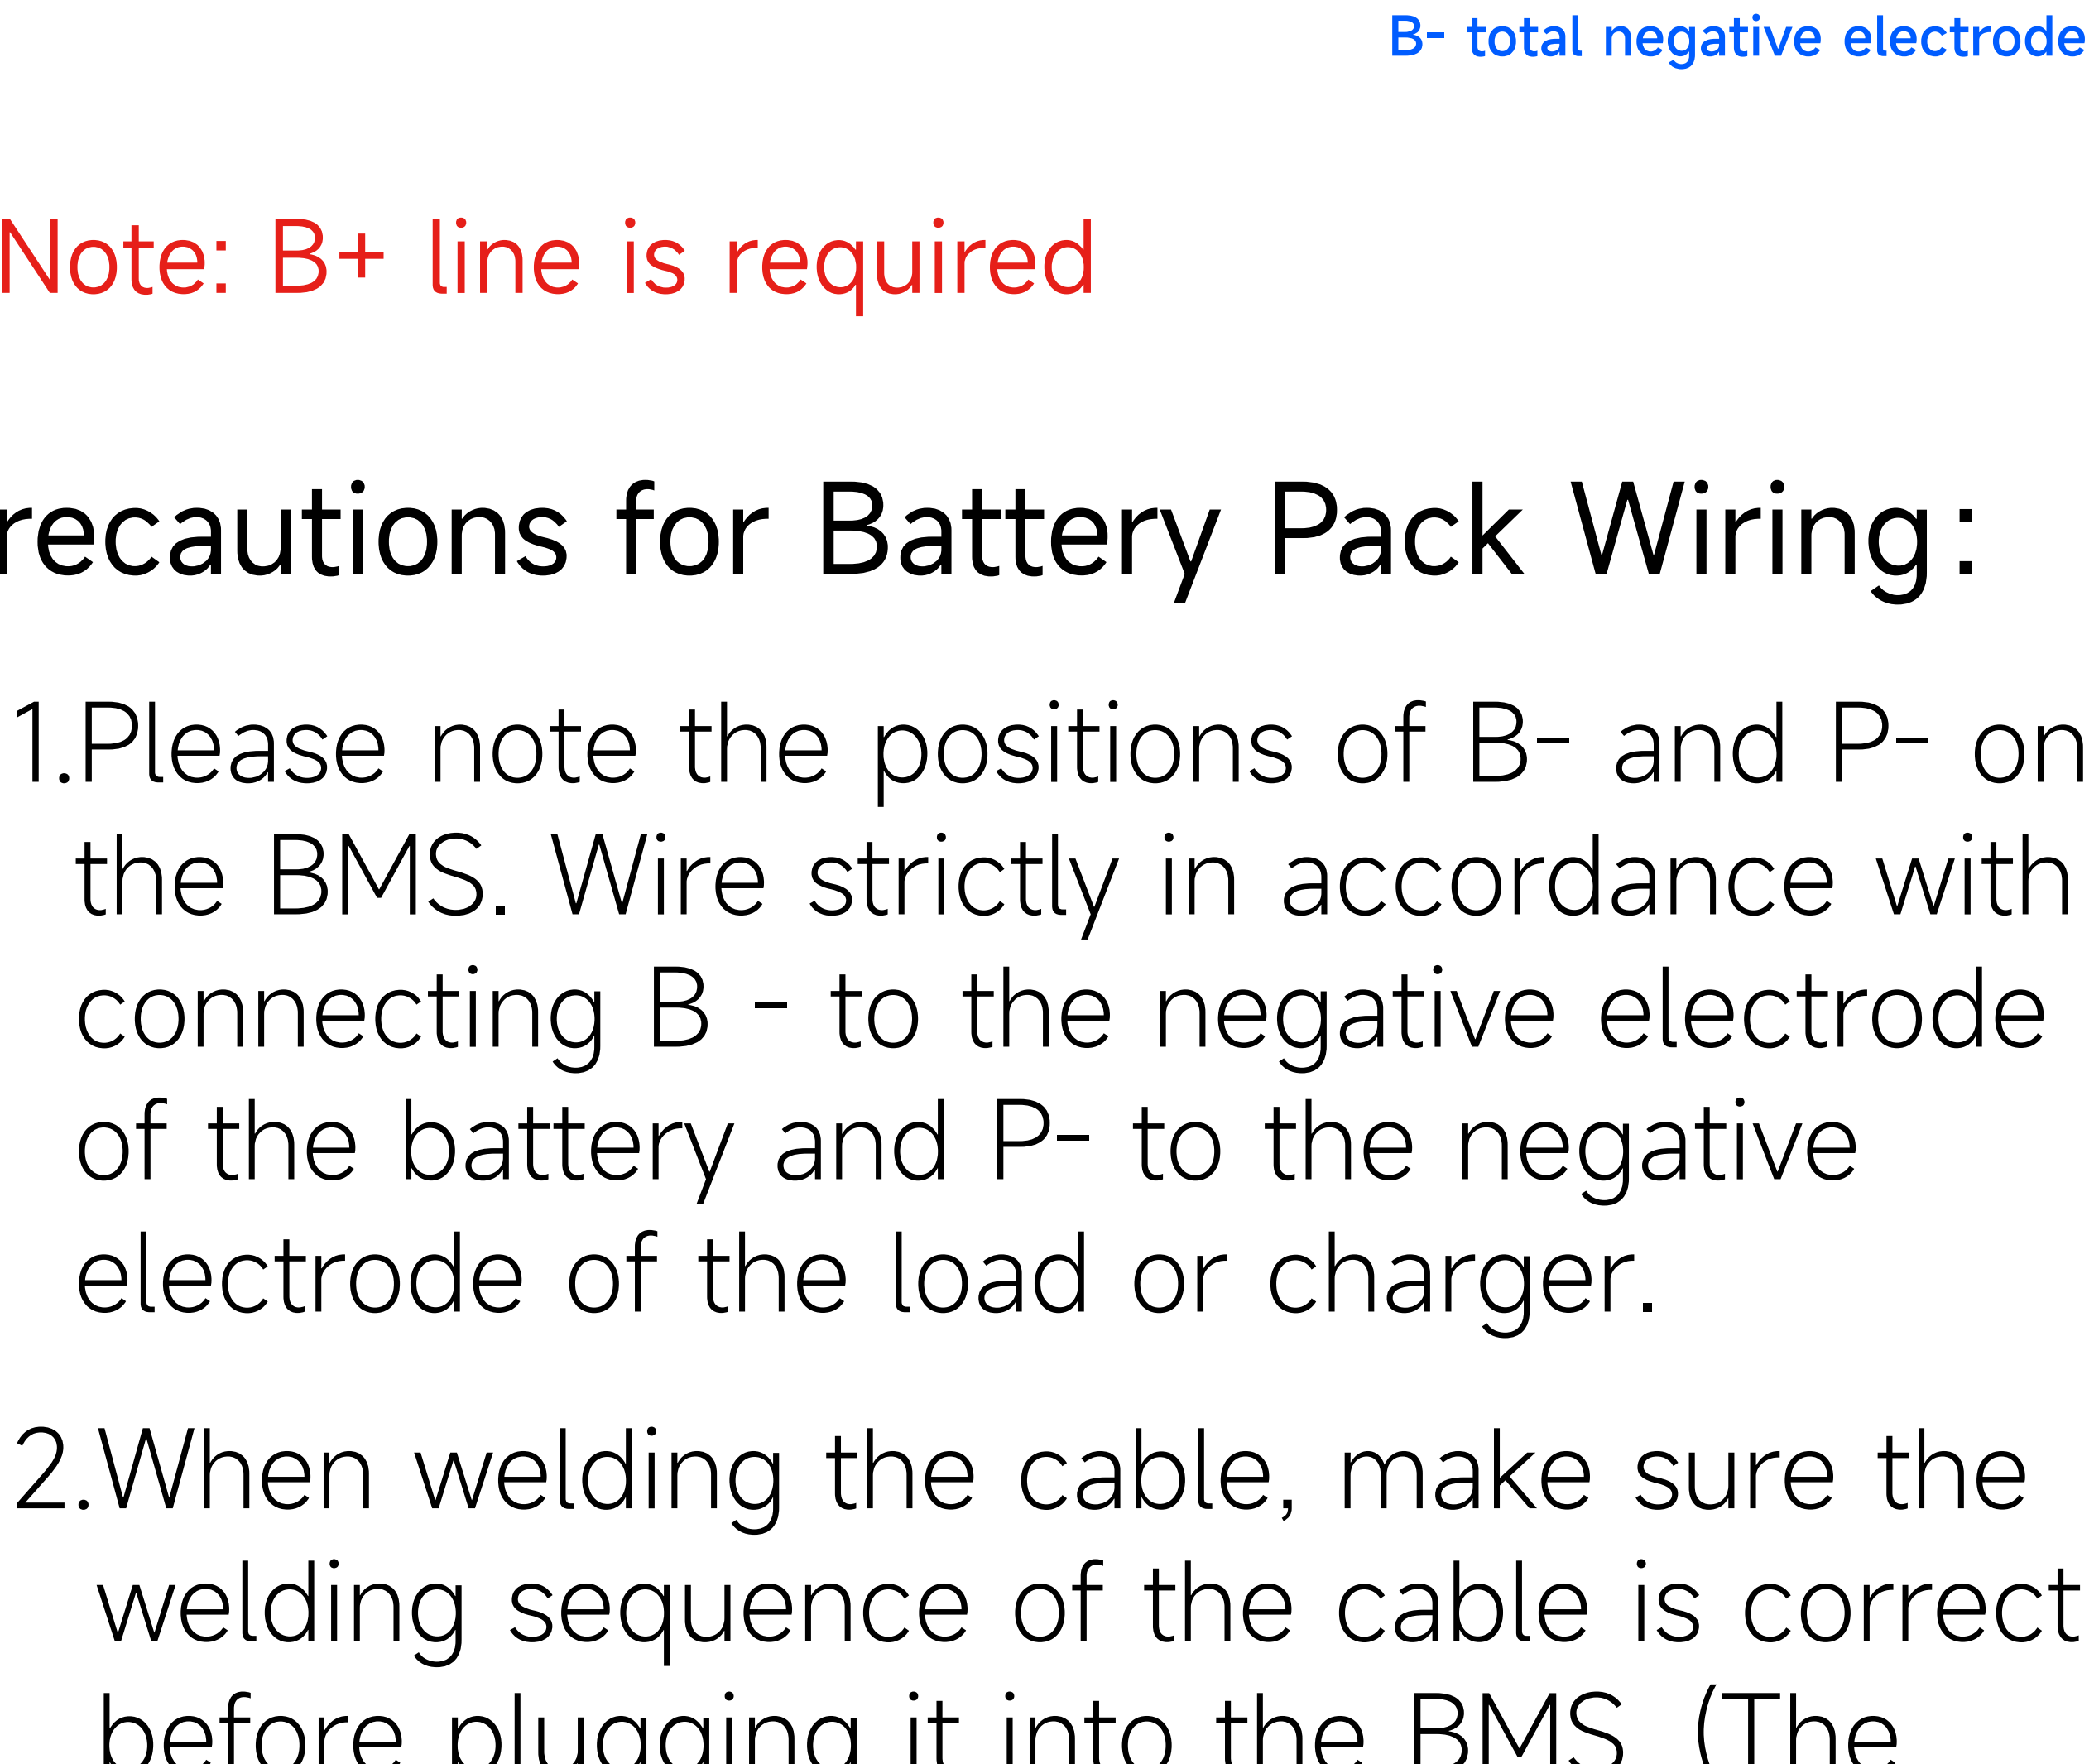 B- total negative electrode
Note: B+ line is required
recautions for Battery Pack Wiring:
1.Please note the positions of B- and P- on
the BMS. Wire strictly in accordance with
connecting B - to the negative electrode
of the battery and P- to the negative
electrode of the load or charger.
2.When welding the cable, make sure the
welding sequence of the cable is correct
before plugging it into the BMS (The